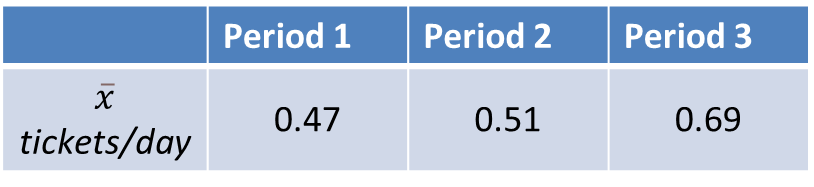 Period 1 Period 2 Period 3
x̄ 0.47 0.51 0.69
tickets/day